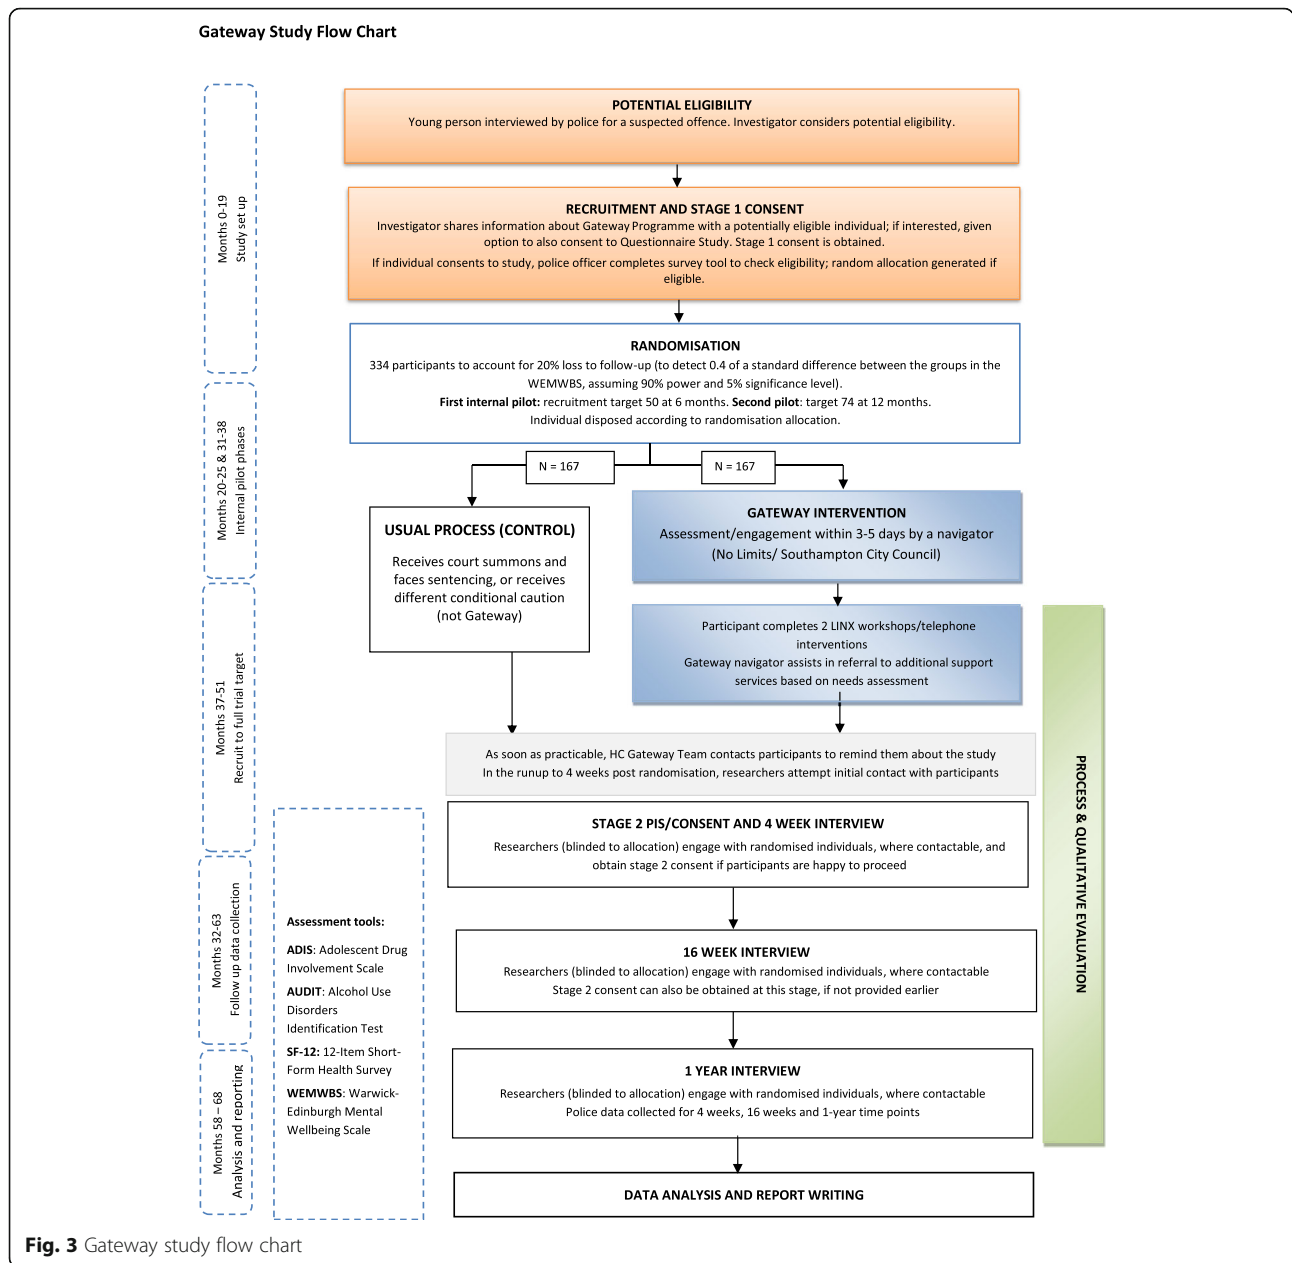 Gateway Study Flow Chart
POTENTIAL ELIGIBILITY
Young person interviewed by police for a suspected offence. Investigator considers potential eligibility.
RECRUITMENT AND STAGE 1 CONSENT
Investigator shares information about Gateway Programme with a potentially eligible individual; if interested, given
option to also consent to Questionnaire Study. Stage 1 consent is obtained.
If individual consents to study, police officer completes survey tool to check eligibility; random allocation generated if
eligible.
Months 0-19
Study set up
RANDOMISATION
334 participants to account for 20% loss to follow-up (to detect 0.4 of a standard difference between the groups in the
WEMWBS, assuming 90% power and 5% significance level).
First internal pilot: recruitment target 50 at 6 months. Second pilot: target 74 at 12 months.
Individual disposed according to randomisation allocation.
Months 20-25 & 31-38
Internal pilot phases
N = 167
N = 167
USUAL PROCESS (CONTROL)
Receives court summons and
faces sentencing, or receives
different conditional caution
(not Gateway)
GATEWAY INTERVENTION
Assessment/engagement within 3-5 days by a navigator
(No Limits/ Southampton City Council)
Participant completes 2 LINX workshops/telephone
interventions
Gateway navigator assists in referral to additional support
services based on needs assessment
Months 37-51
Recruit to full trial target
As soon as practicable, HC Gateway Team contacts participants to remind them about the study
In the runup to 4 weeks post randomisation, researchers attempt initial contact with participants
STAGE 2 PIS/CONSENT AND 4 WEEK INTERVIEW
Researchers (blinded to allocation) engage with randomised individuals, where contactable, and
obtain stage 2 consent if participants are happy to proceed
PROCESS & QUALITATIVE EVALUATION
Months 32-63
Follow up data collection
Assessment tools:
ADIS: Adolescent Drug
Involvement Scale
AUDIT: Alcohol Use
Disorders
Identification Test
SF-12: 12-Item Short-
Form Health Survey
WEMWBS: Warwick-
Edinburgh Mental
Wellbeing Scale
16 WEEK INTERVIEW
Researchers (blinded to allocation) engage with randomised individuals, where contactable
Stage 2 consent can also be obtained at this stage, if not provided earlier
1 YEAR INTERVIEW
Researchers (blinded to allocation) engage with randomised individuals, where contactable
Police data collected for 4 weeks, 16 weeks and 1-year time points
Months 58 – 68
Analysis and reporting
DATA ANALYSIS AND REPORT WRITING
Fig. 3 Gateway study flow chart